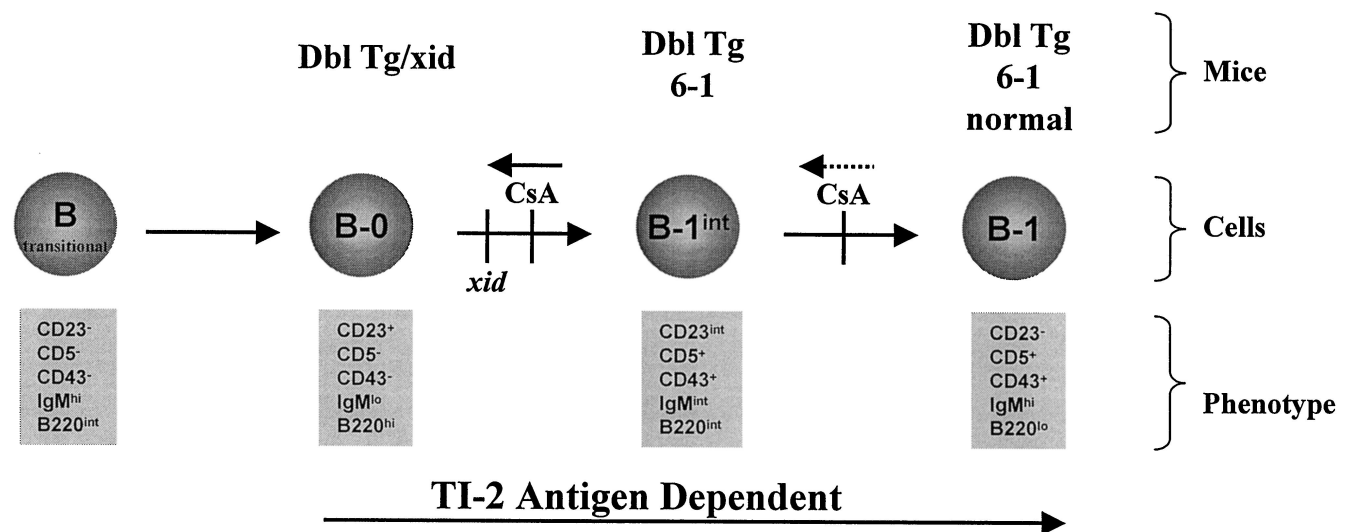 Dbl Tg/xid
Dbl Tg
6-1
Dbl Tg
6-1
normal
Mice
B
transitional
B-0
CsA
xid
B-1int
CsA
B-1
Cells
CD23-
CD5-
CD43-
IgMhi
B220int
CD23+
CD5-
CD43-
IgMlo
B220hi
CD23int
CD5+
CD43+
IgMint
B220int
CD23-
CD5+
CD43+
IgMhi
B220lo
Phenotype
TI-2 Antigen Dependent